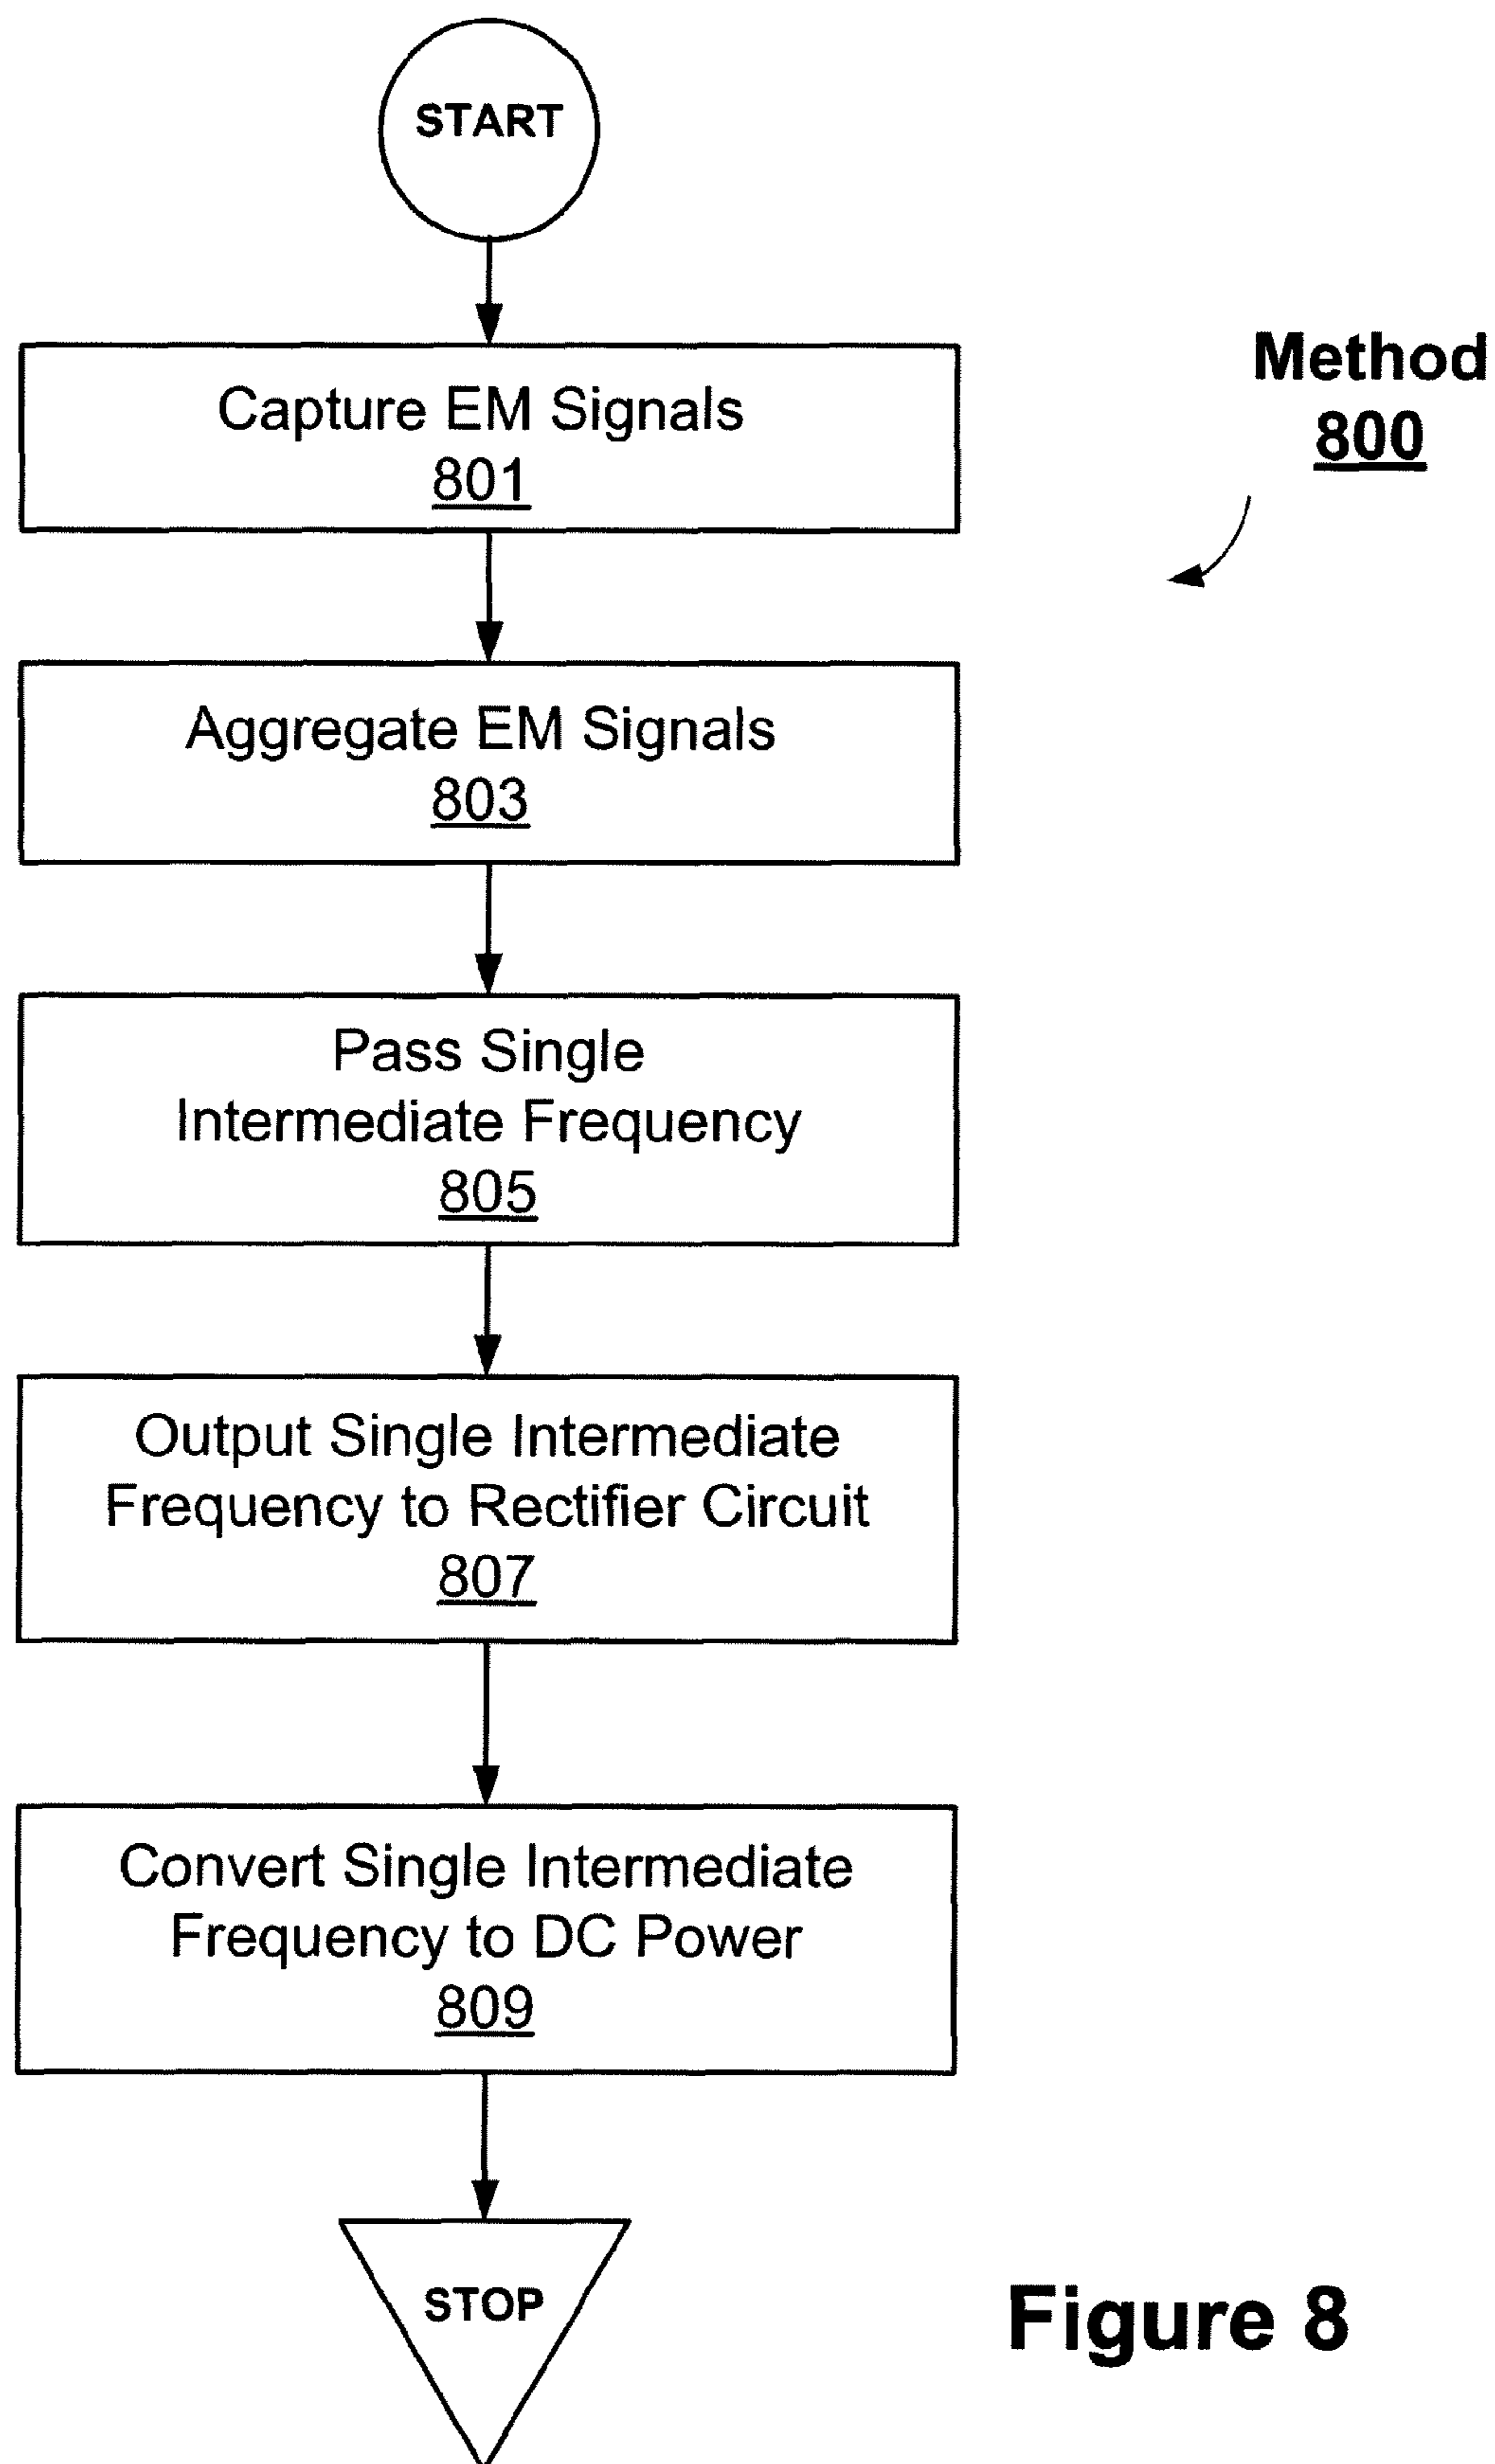 START
Capture EM Signals
801
Method
800
Aggregate EM Signals
803
Pass Single
Intermediate Frequency
805
Output Single Intermediate
Frequency to Rectifier Circuit
807
Convert Single Intermediate
Frequency to DC Power
809
STOP
Figure 8